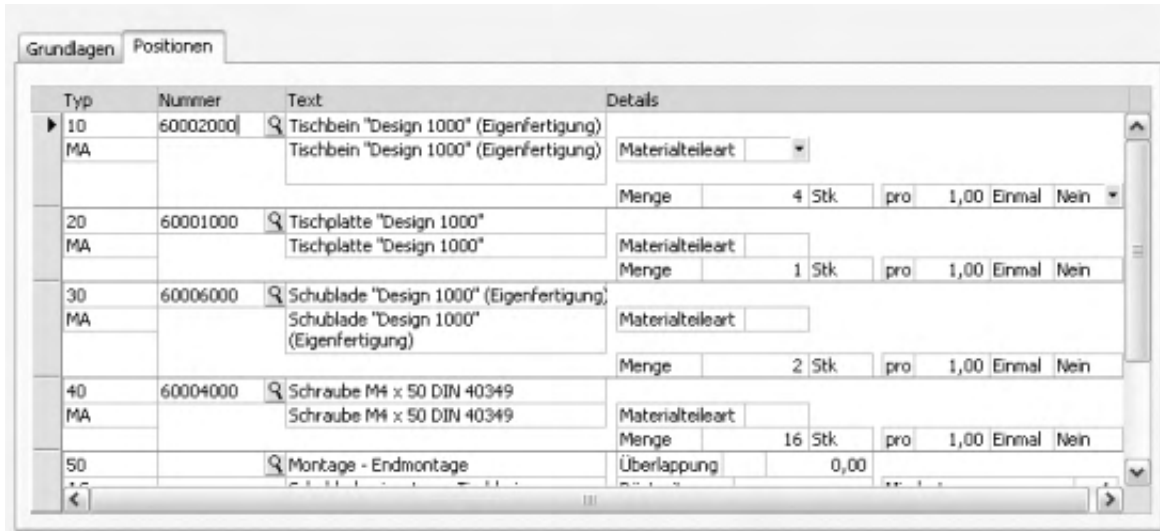 Grundlagen Positionen
Typ Nummer Text Details
10 60002000 Tischbein "Design 1000" (Eigenfertigung)
MA Tischbein "Design 1000" (Eigenfertigung) Materialteileart
Menge 4 Stk pro 1,00 Einmal Nein
20 60001000 Tischplatte "Design 1000"
MA Tischplatte "Design 1000" Materialteileart
Menge 1 Stk pro 1,00 Einmal Nein
30 60006000 Schublade "Design 1000" (Eigenfertigung)
MA Schublade "Design 1000" Materialteileart
(Eigenfertigung)
Menge 2 Stk pro 1,00 Einmal Nein
40 60004000 Schraube M4 x 50 DIN 40349
MA Schraube M4 x 50 DIN 40349 Materialteileart
Menge 16 Stk pro 1,00 Einmal Nein
50 Montage - Endmontage Überlappung 0,00